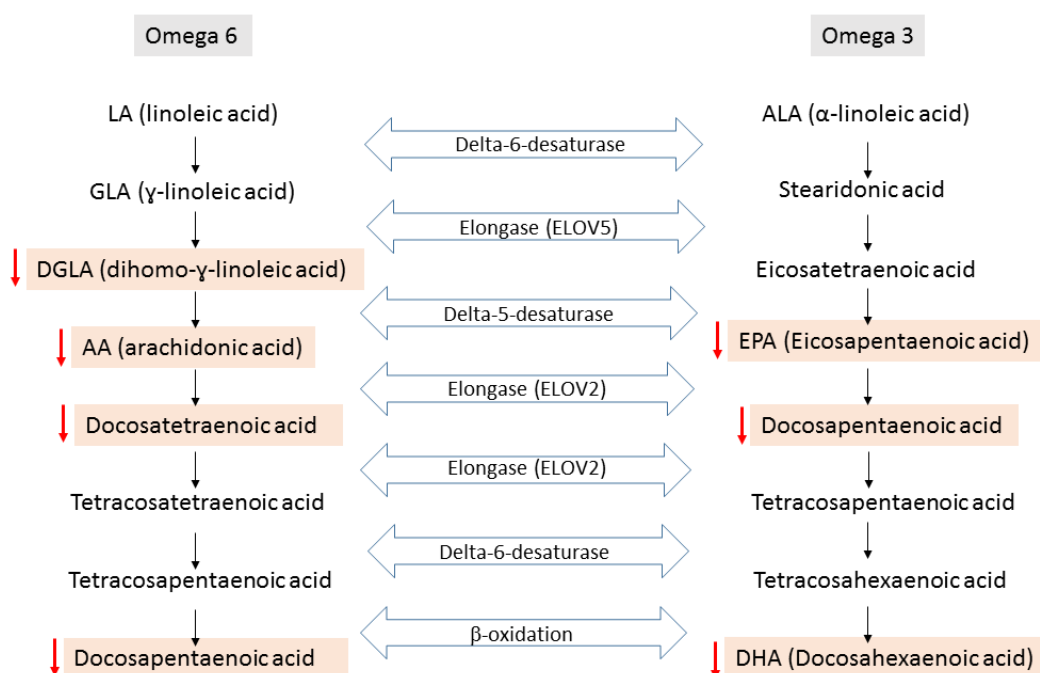 Omega 6
Omega 3
LA (linoleic acid)
ALA (α-linoleic acid)
Delta-6-desaturase
GLA (ɣ-linoleic acid)
Stearidonic acid
Elongase (ELOV5)
DGLA (dihomo-ɣ-linoleic acid)
Eicosatetraenoic acid
Delta-5-desaturase
AA (arachidonic acid)
EPA (Eicosapentaenoic acid)
Elongase (ELOV2)
Docosatetraenoic acid
Docosapentaenoic acid
Elongase (ELOV2)
Tetracosatetraenoic acid
Tetracosapentaenoic acid
Delta-6-desaturase
Tetracosapentaenoic acid
Tetracosahexaenoic acid
β-oxidation
Docosapentaenoic acid
DHA (Docosahexaenoic acid)